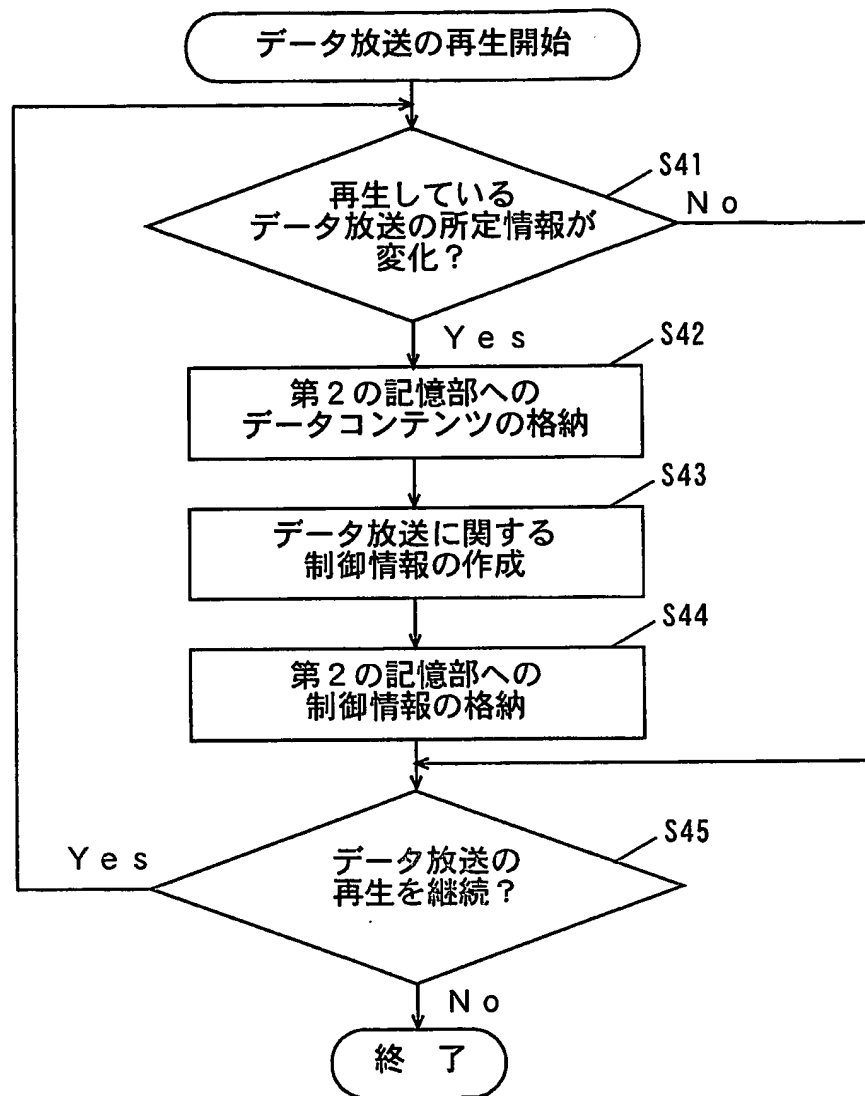 データ放送の再生開始
S41
再生している
データ放送の所定情報が
変化？
No
Yes
S42
第2の記憶部への
データコンテンツの格納
S43
データ放送に関する
制御情報の作成
S44
第2の記憶部への
制御情報の格納
S45
Yes
データ放送の
再生を継続？
No
終 了